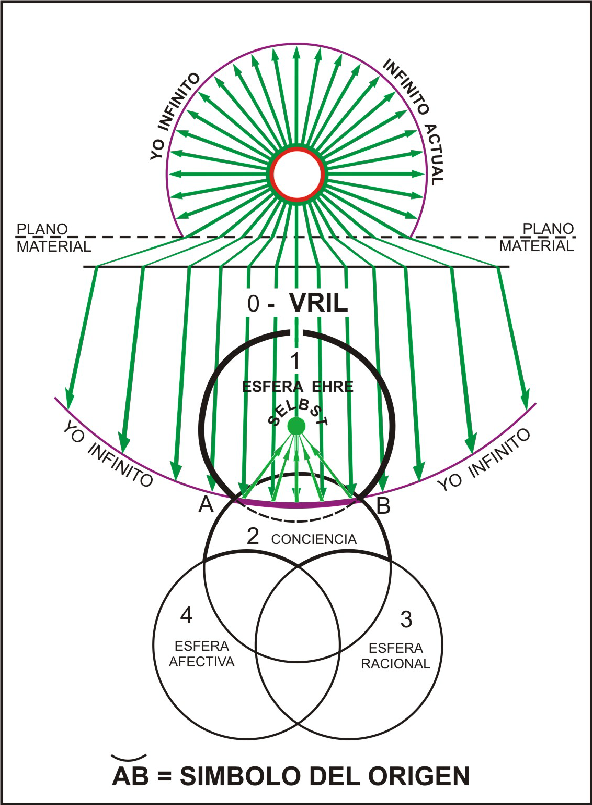 YO INFINITO
INFINITO ACTUAL
PLANO
MATERIAL
PLANO
MATERIAL
0 - VRIL
1
ESFERA EHRE
SELBST
YO INFINITO
YO INFINITO
A
B
2 CONCIENCIA
4
ESFERA
AFECTIVA
3
ESFERA
RACIONAL
AB = SIMBOLO DEL ORIGEN